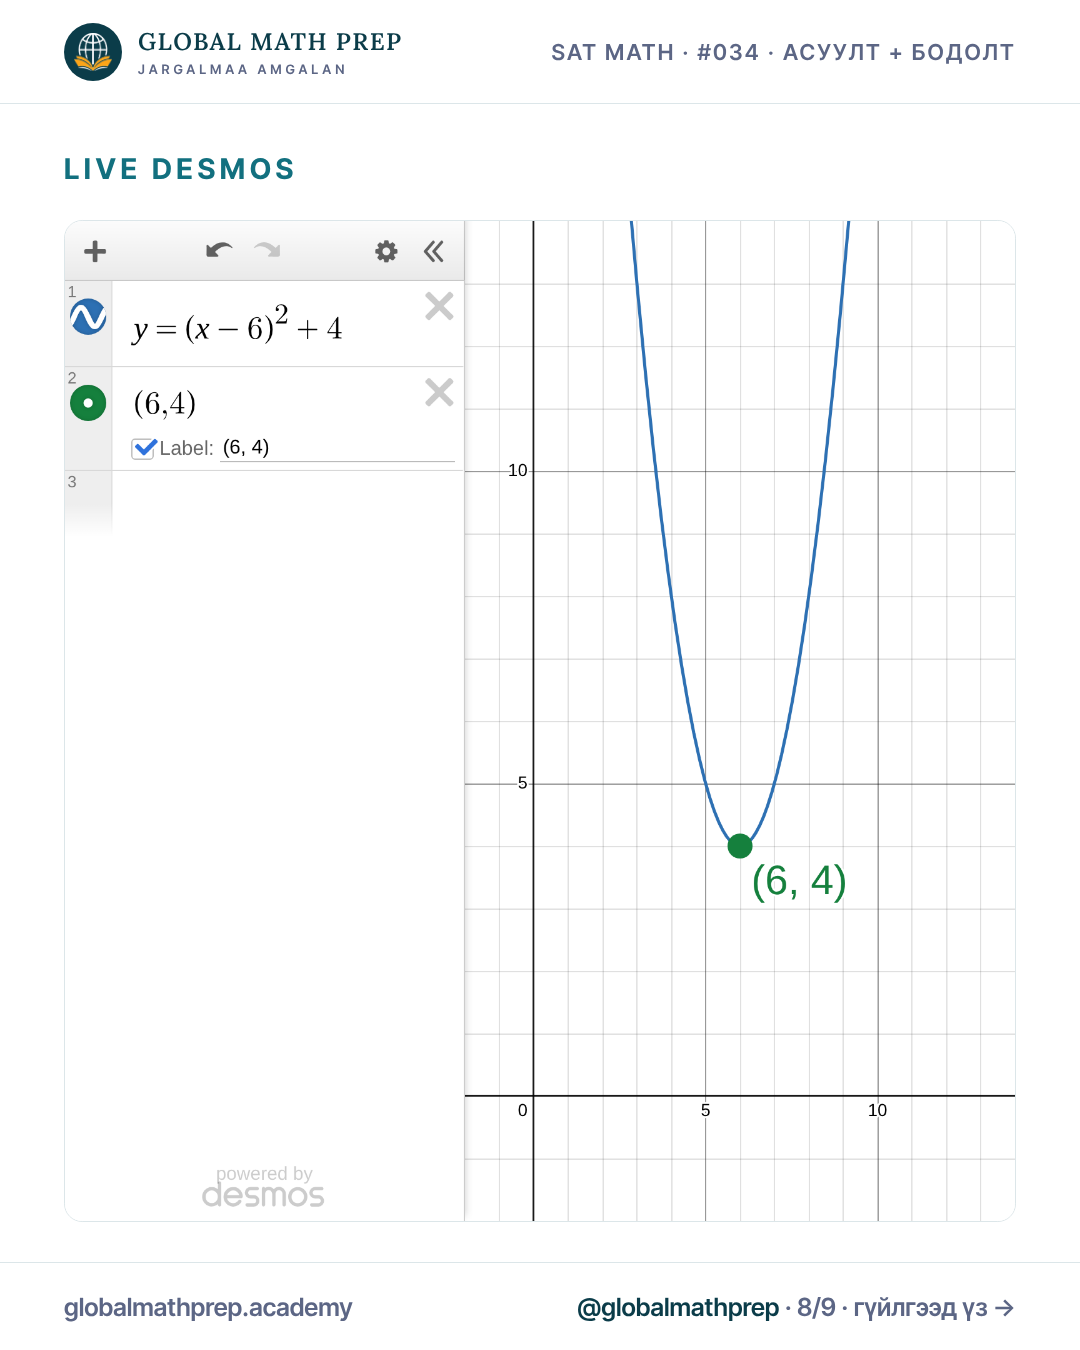 GLOBAL MATH PREP
JARGALMAA AMGALAN
SAT MATH · #034 · АСУУЛТ + БОДОЛТ
LIVE DESMOS
1
y = (x − 6)² + 4
2
(6,4)
Label: (6, 4)
3
powered by
desmos
10
5
(6, 4)
0
5
10
globalmathprep.academy
@globalmathprep · 8/9 · гүйлгээд үз →